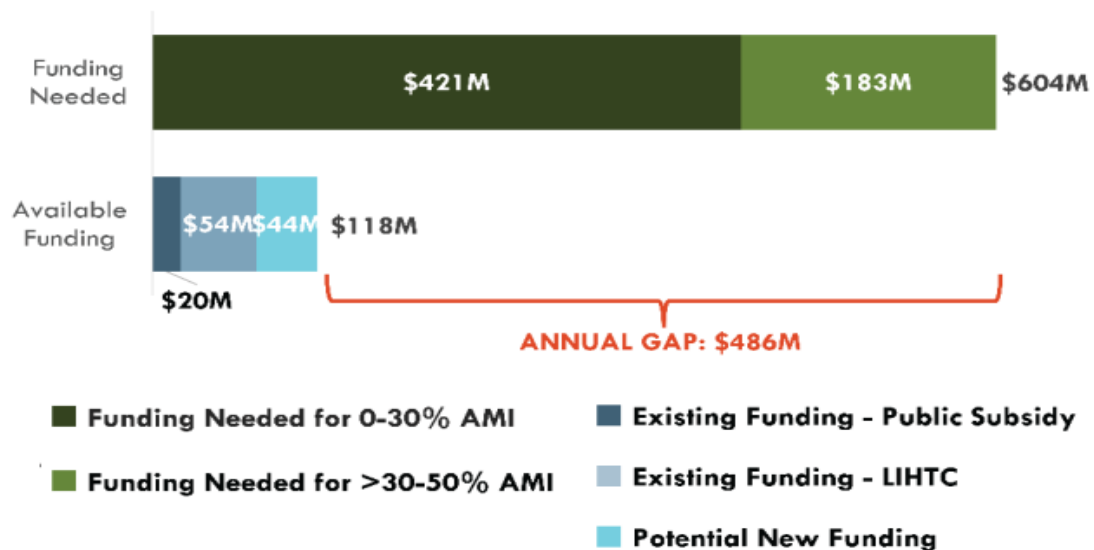 Funding
Needed
$421M
$183M
$604M
Available
Funding
$54M
$44M
$118M
$20M
ANNUAL GAP: $486M
Funding Needed for 0-30% AMI
Funding Needed for >30-50% AMI
Existing Funding - Public Subsidy
Existing Funding - LIHTC
Potential New Funding